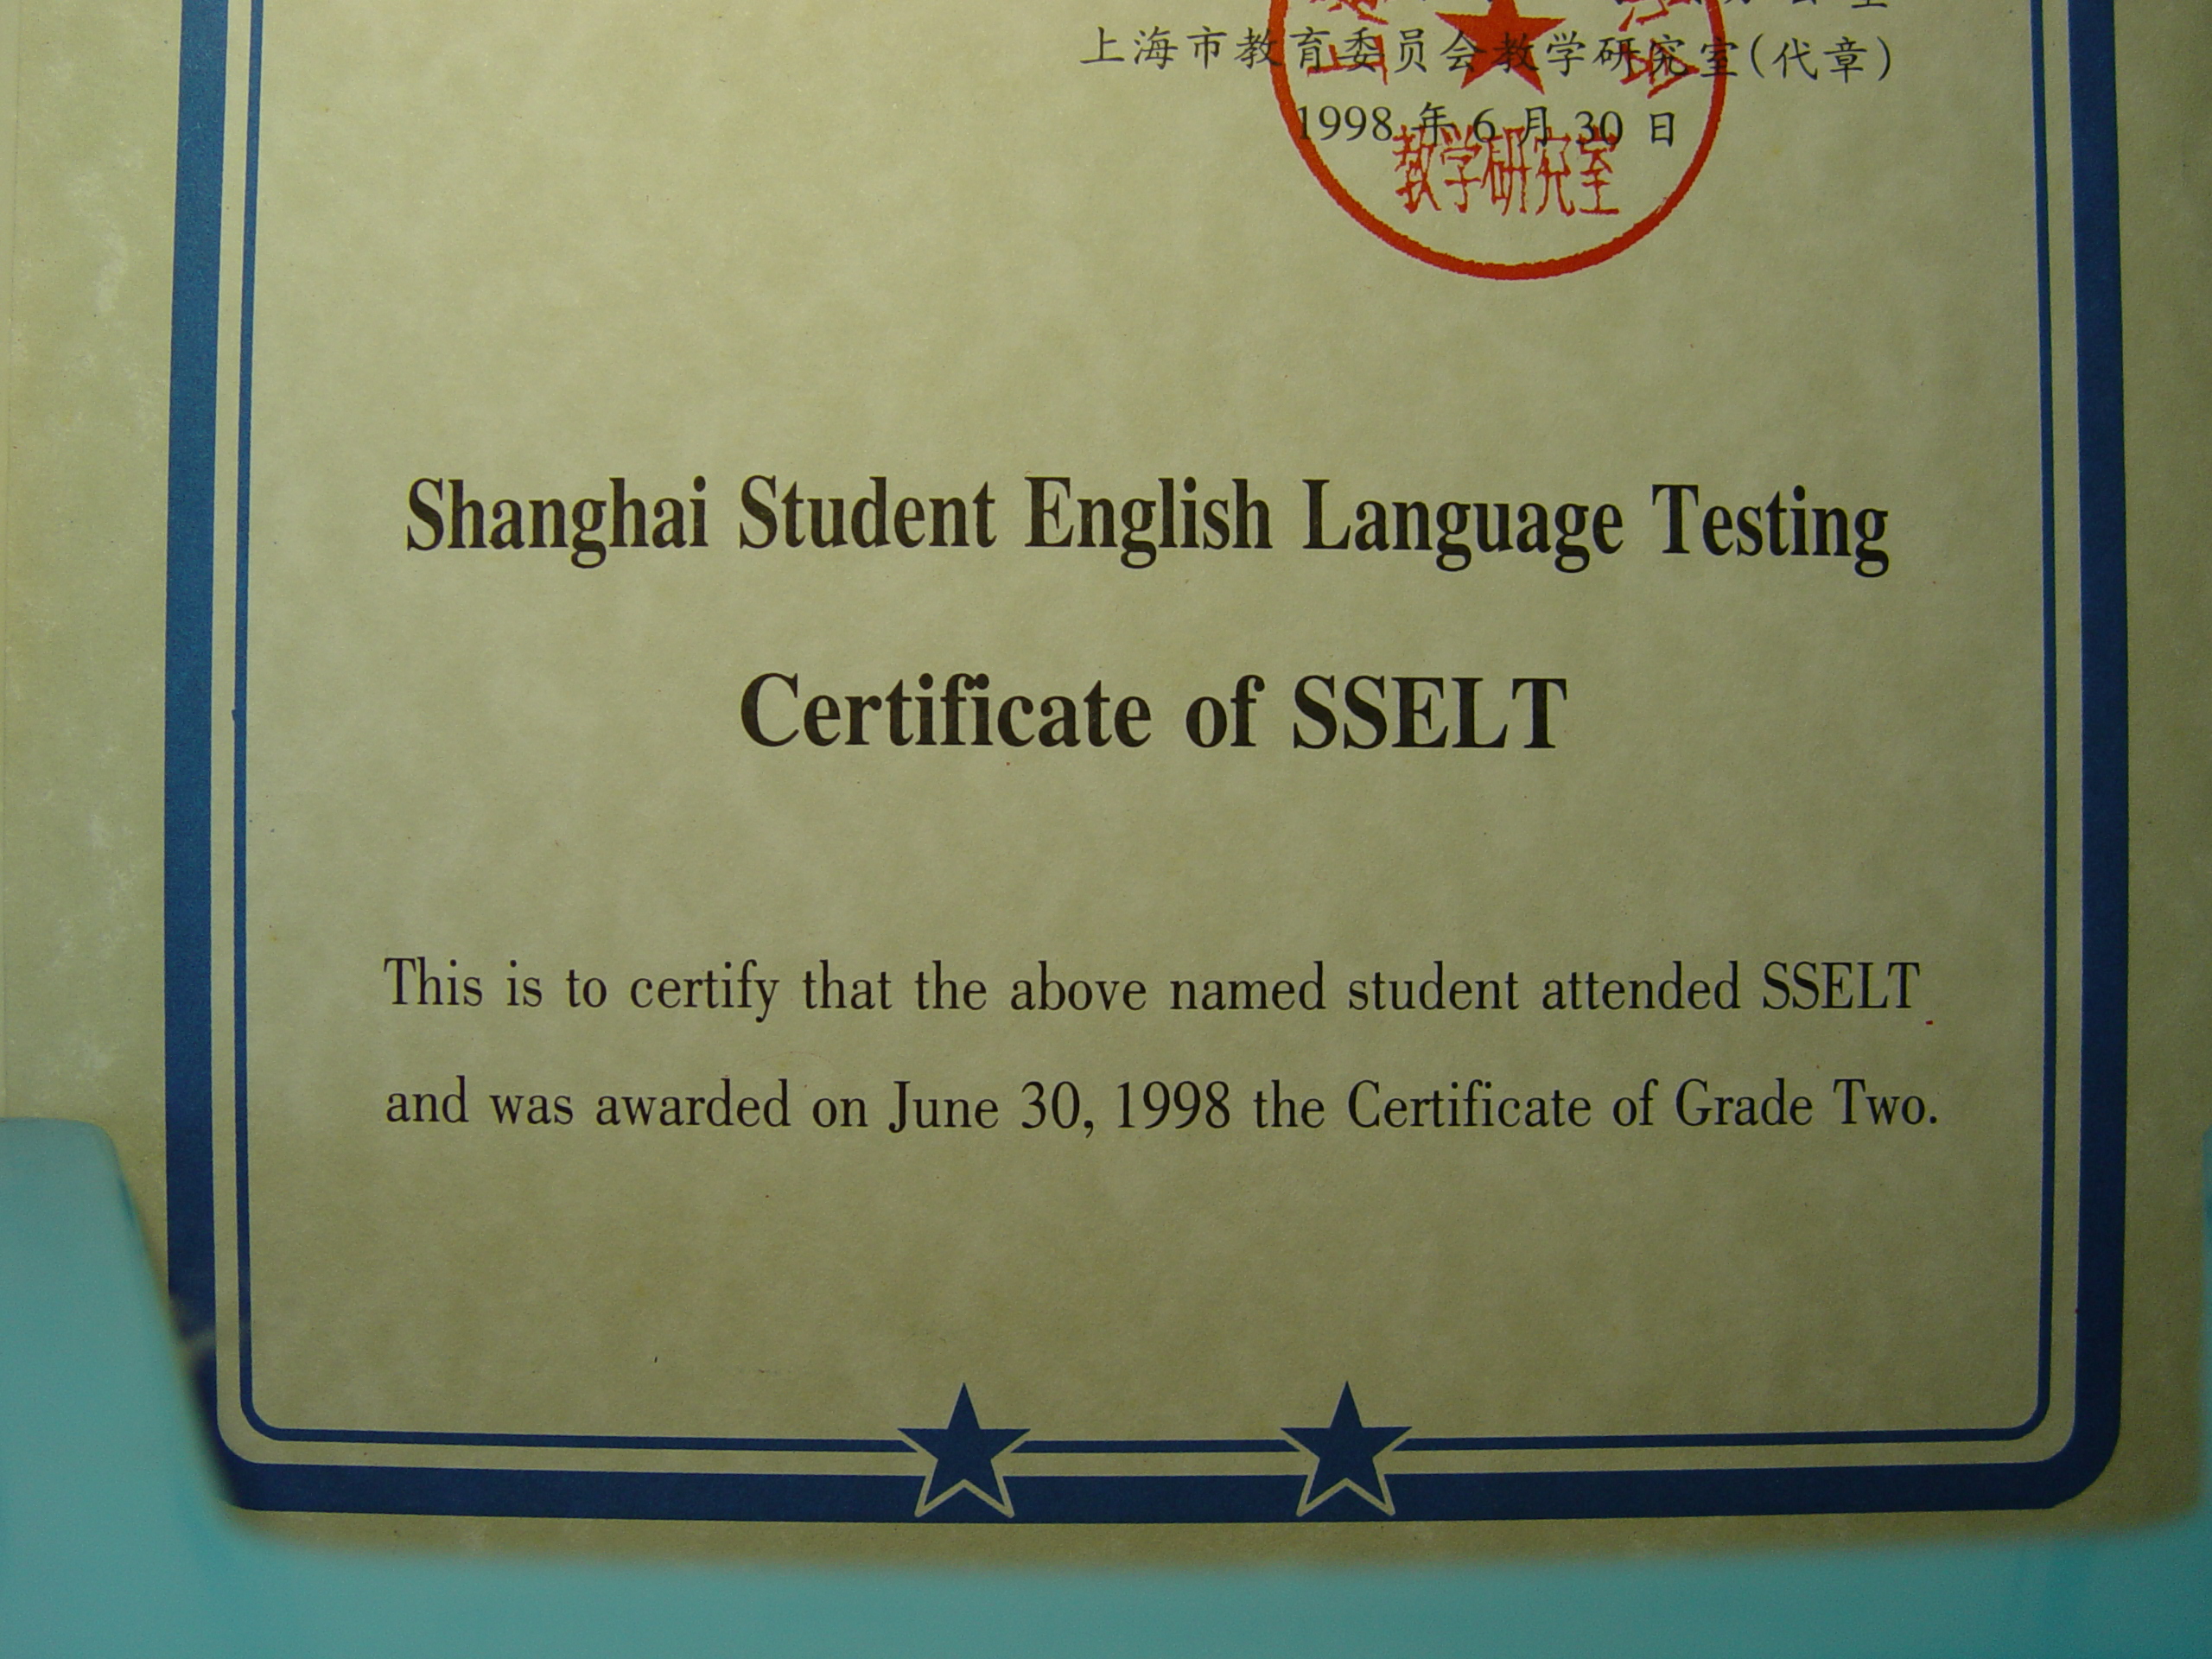 上海市教育委员会教学研究室(代章)
1998 年 6 月 30 日
教学研究室
Shanghai Student English Language Testing
Certificate of SSELT
This is to certify that the above named student attended SSELT
and was awarded on June 30, 1998 the Certificate of Grade Two.